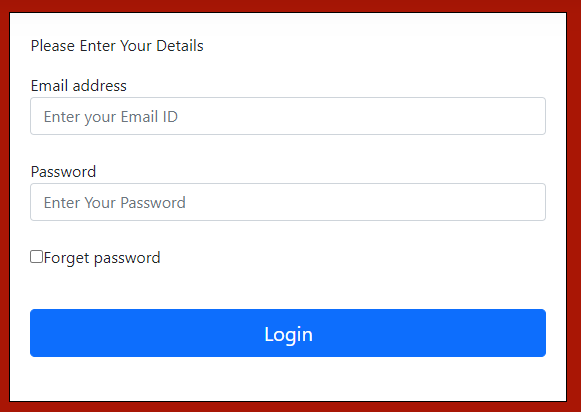 Please Enter Your Details
Email address
Enter your Email ID
Password
Enter Your Password
Forget password
Login